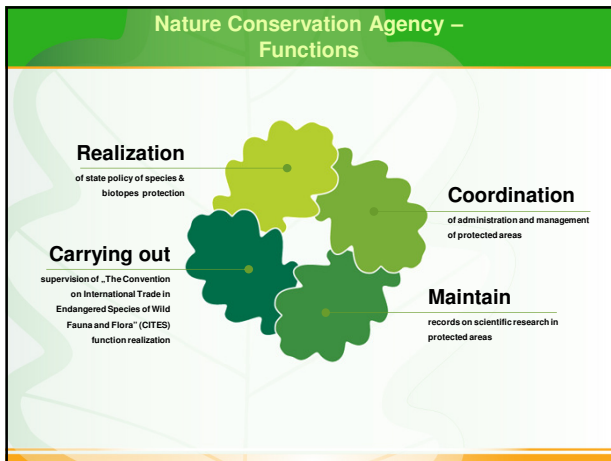 Nature Conservation Agency –
Functions
Realization
of state policy of species &
biotopes protection
Coordination
of administration and management
of protected areas
Carrying out
supervision of „The Convention
on International Trade in
Endangered Species of Wild
Fauna and Flora” (CITES)
function realization
Maintain
records on scientific research in
protected areas